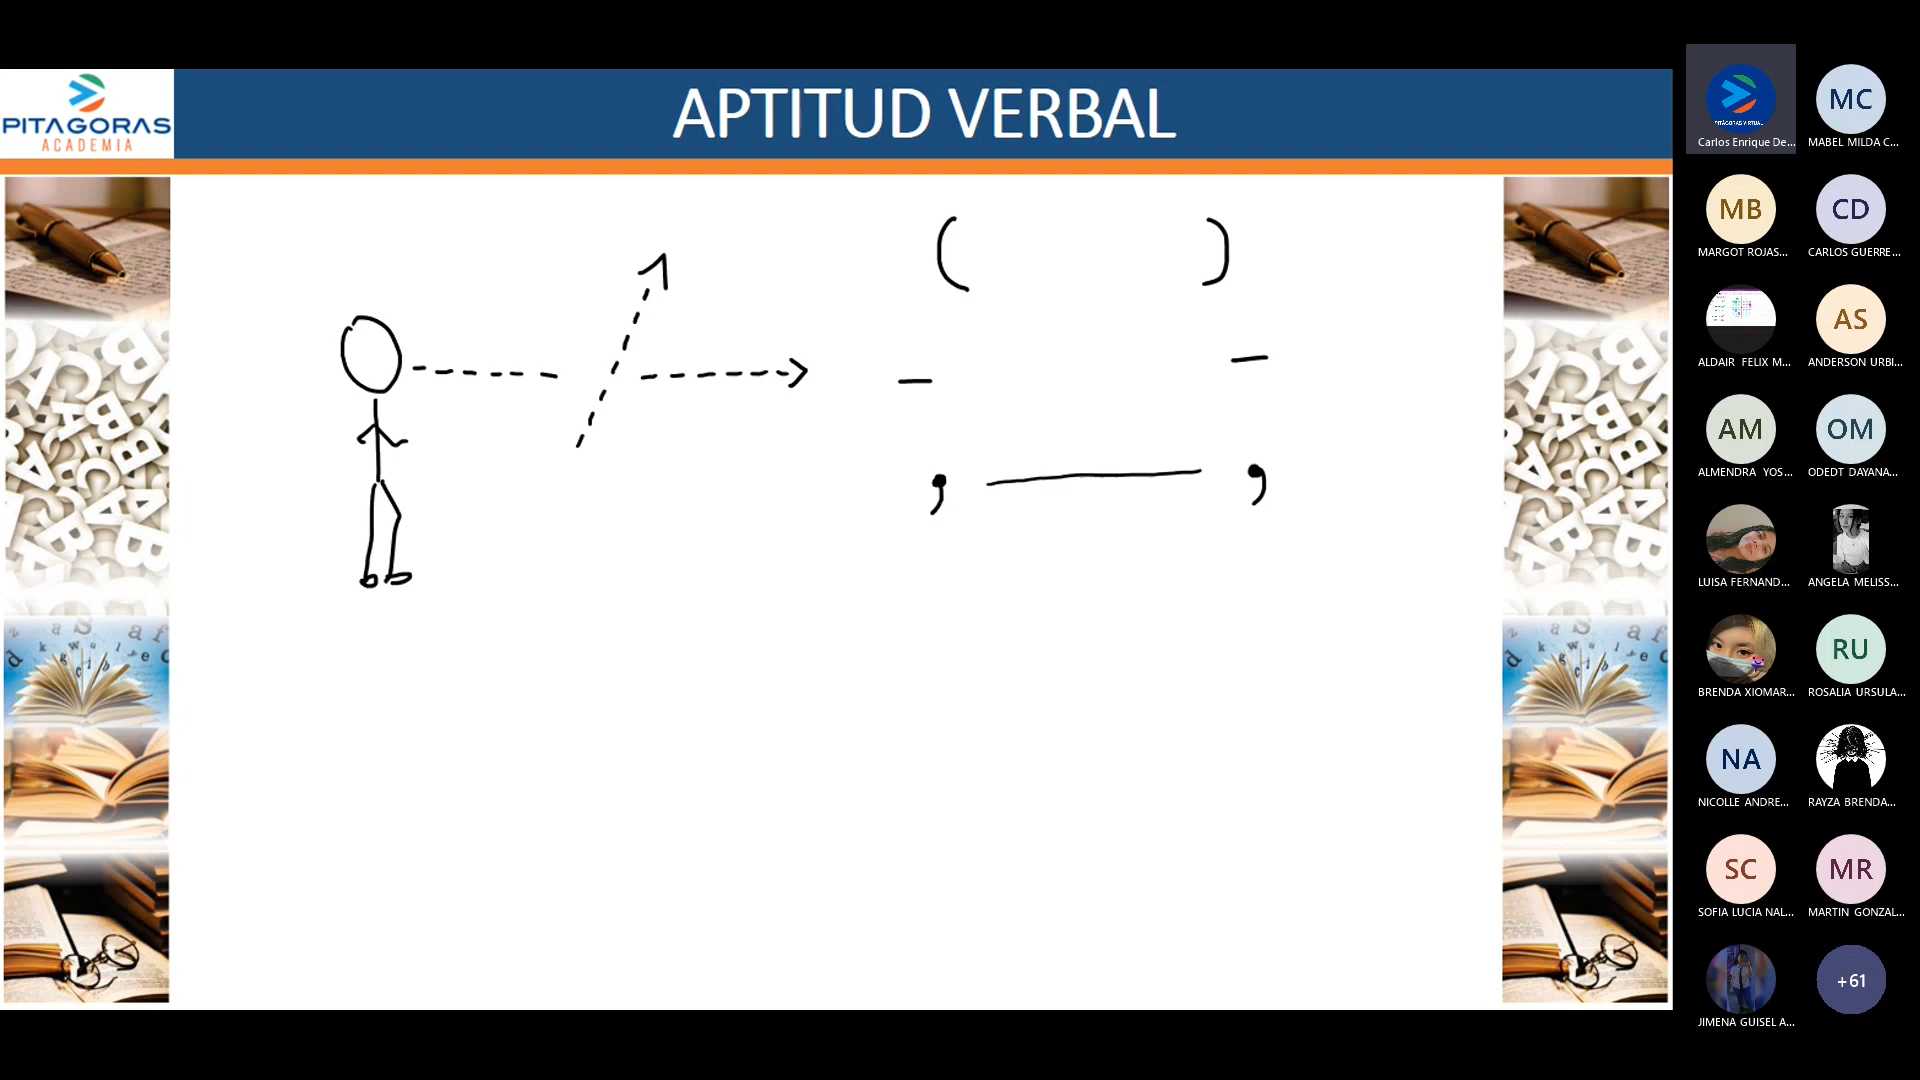 PITAGORAS
ACADEMIA
APTITUD VERBAL
( )
- -
, ,
PITÁGORAS VIRTUAL
Carlos Enrique De...
MC
MABEL MILDA C...
MB
MARGOT ROJAS...
CD
CARLOS GUERRE...
ALDAIR FELIX M...
AS
ANDERSON URBI...
AM
ALMENDRA YOS...
OM
ODEDT DAYANA...
LUISA FERNAND...
ANGELA MELISS...
BRENDA XIOMAR...
RU
ROSALIA URSULA...
NA
NICOLLE ANDRE...
RAYZA BRENDA...
SC
SOFIA LUCIA NAL...
MR
MARTIN GONZAL...
JIMENA GUISEL A...
+61